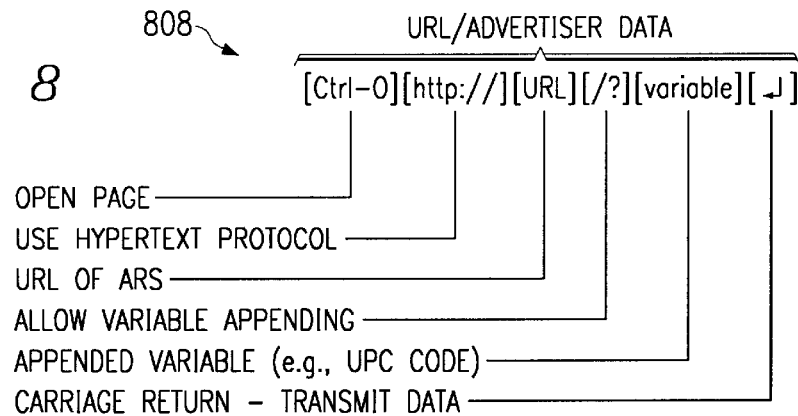 808
URL/ADVERTISER DATA
8
[Ctrl-O][http://][URL][/?][variable][↵]
OPEN PAGE
USE HYPERTEXT PROTOCOL
URL OF ARS
ALLOW VARIABLE APPENDING
APPENDED VARIABLE (e.g., UPC CODE)
CARRIAGE RETURN - TRANSMIT DATA